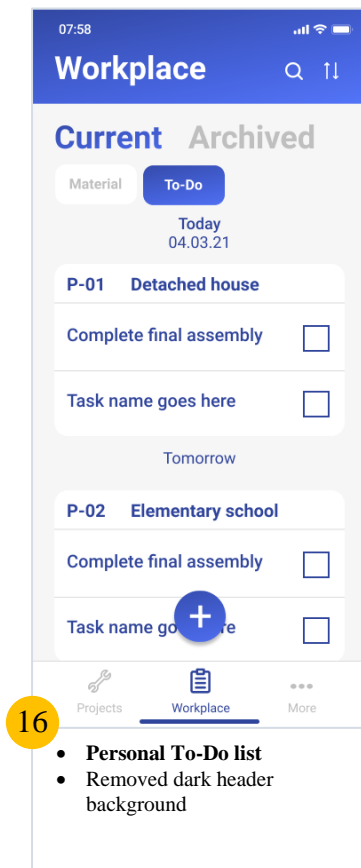 07:58
Workplace
Current Archived
Material To-Do
Today
04.03.21
P-01 Detached house
Complete final assembly
Task name goes here
Tomorrow
P-02 Elementary school
Complete final assembly
Task name go + e
Projects Workplace More
16
• Personal To-Do list
• Removed dark header
background